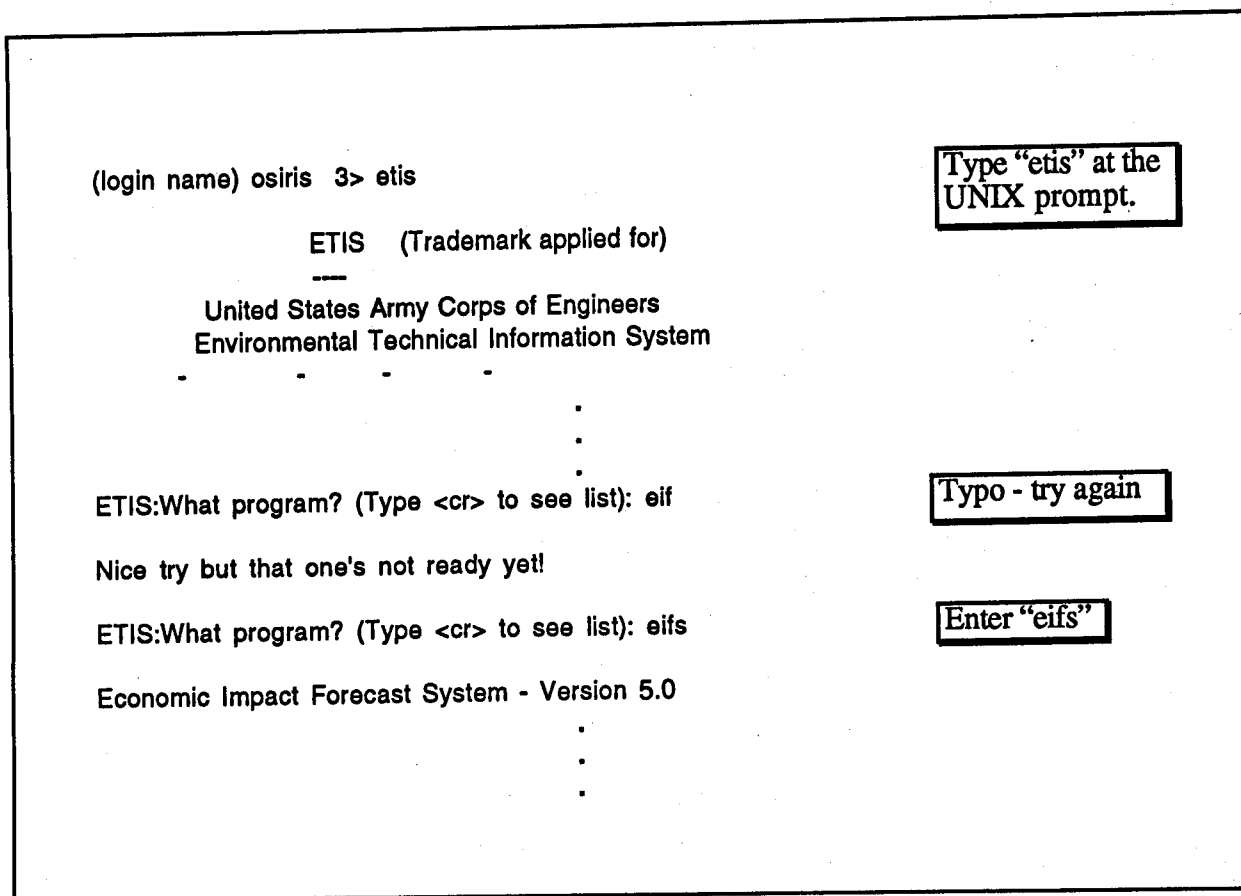 (login name) osiris 3> etis
Type “etis” at the
UNIX prompt.
ETIS (Trademark applied for)
----
United States Army Corps of Engineers
Environmental Technical Information System
- - - -
.
.
.
ETIS:What program? (Type <cr> to see list): eif
Typo - try again
Nice try but that one's not ready yet!
ETIS:What program? (Type <cr> to see list): eifs
Enter “eifs”
Economic Impact Forecast System - Version 5.0
.
.
.